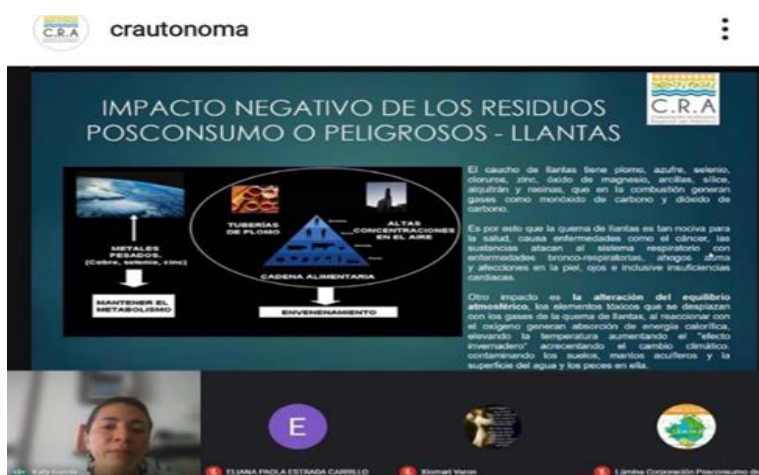 C.R.A
crautonoma
IMPACTO NEGATIVO DE LOS RESIDUOS
POSCONSUMO O PELIGROSOS - LLANTAS
C.R.A
METALES
PESADOS.
(Cobre, selenio, cinc)
MANTENER EL
METABOLISMO
TUBERÍAS
DE PLOMO
ALTAS
CONCENTRACIONES
EN EL AIRE
CADENA ALIMENTARIA
ENVENENAMIENTO
El caucho de llantas tiene plomo, azufre, selenio,
cloruros, zinc, óxido de magnesio, arcillas, sílice,
alquitrán y resinas, que en la combustión generan
gases como monóxido de carbono y dióxido de
carbono.
Es por esto que la quema de llantas es tan nociva para
la salud, causa enfermedades como el cáncer, las
sustancias atacan al sistema respiratorio con
enfermedades bronco-respiratorias, ahogos asma
y afecciones en la piel, ojos e inclusive insuficiencias
cardiacas.
Otro impacto es la alteración del equilibrio
atmosférico, los elementos tóxicos que se desplazan
con los gases de la quema de llantas, al reaccionar con
el oxígeno generan absorción de energía calorífica,
elevando la temperatura aumentando el "efecto
invernadero" acrecentando el cambio climático.
contaminando los suelos, mantos acuíferos y la
superficie del agua y los peces en ella.
E
Katy García
ELIANA PAOLA ESTRADA CARRILLO
Xiomari Varon
Lámina Corporación Posconsumo de